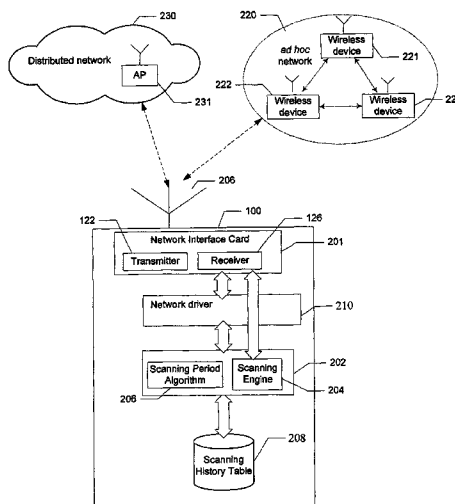 230
220
Distributed network
AP
231
ad hoc
network
Wireless
device
221
222
Wireless
device
Wireless
device
22
206
100
122
126
Network Interface Card
201
Transmitter
Receiver
Network driver
210
202
Scanning Period
Algorithm
Scanning
Engine
206
204
208
Scanning
History Table